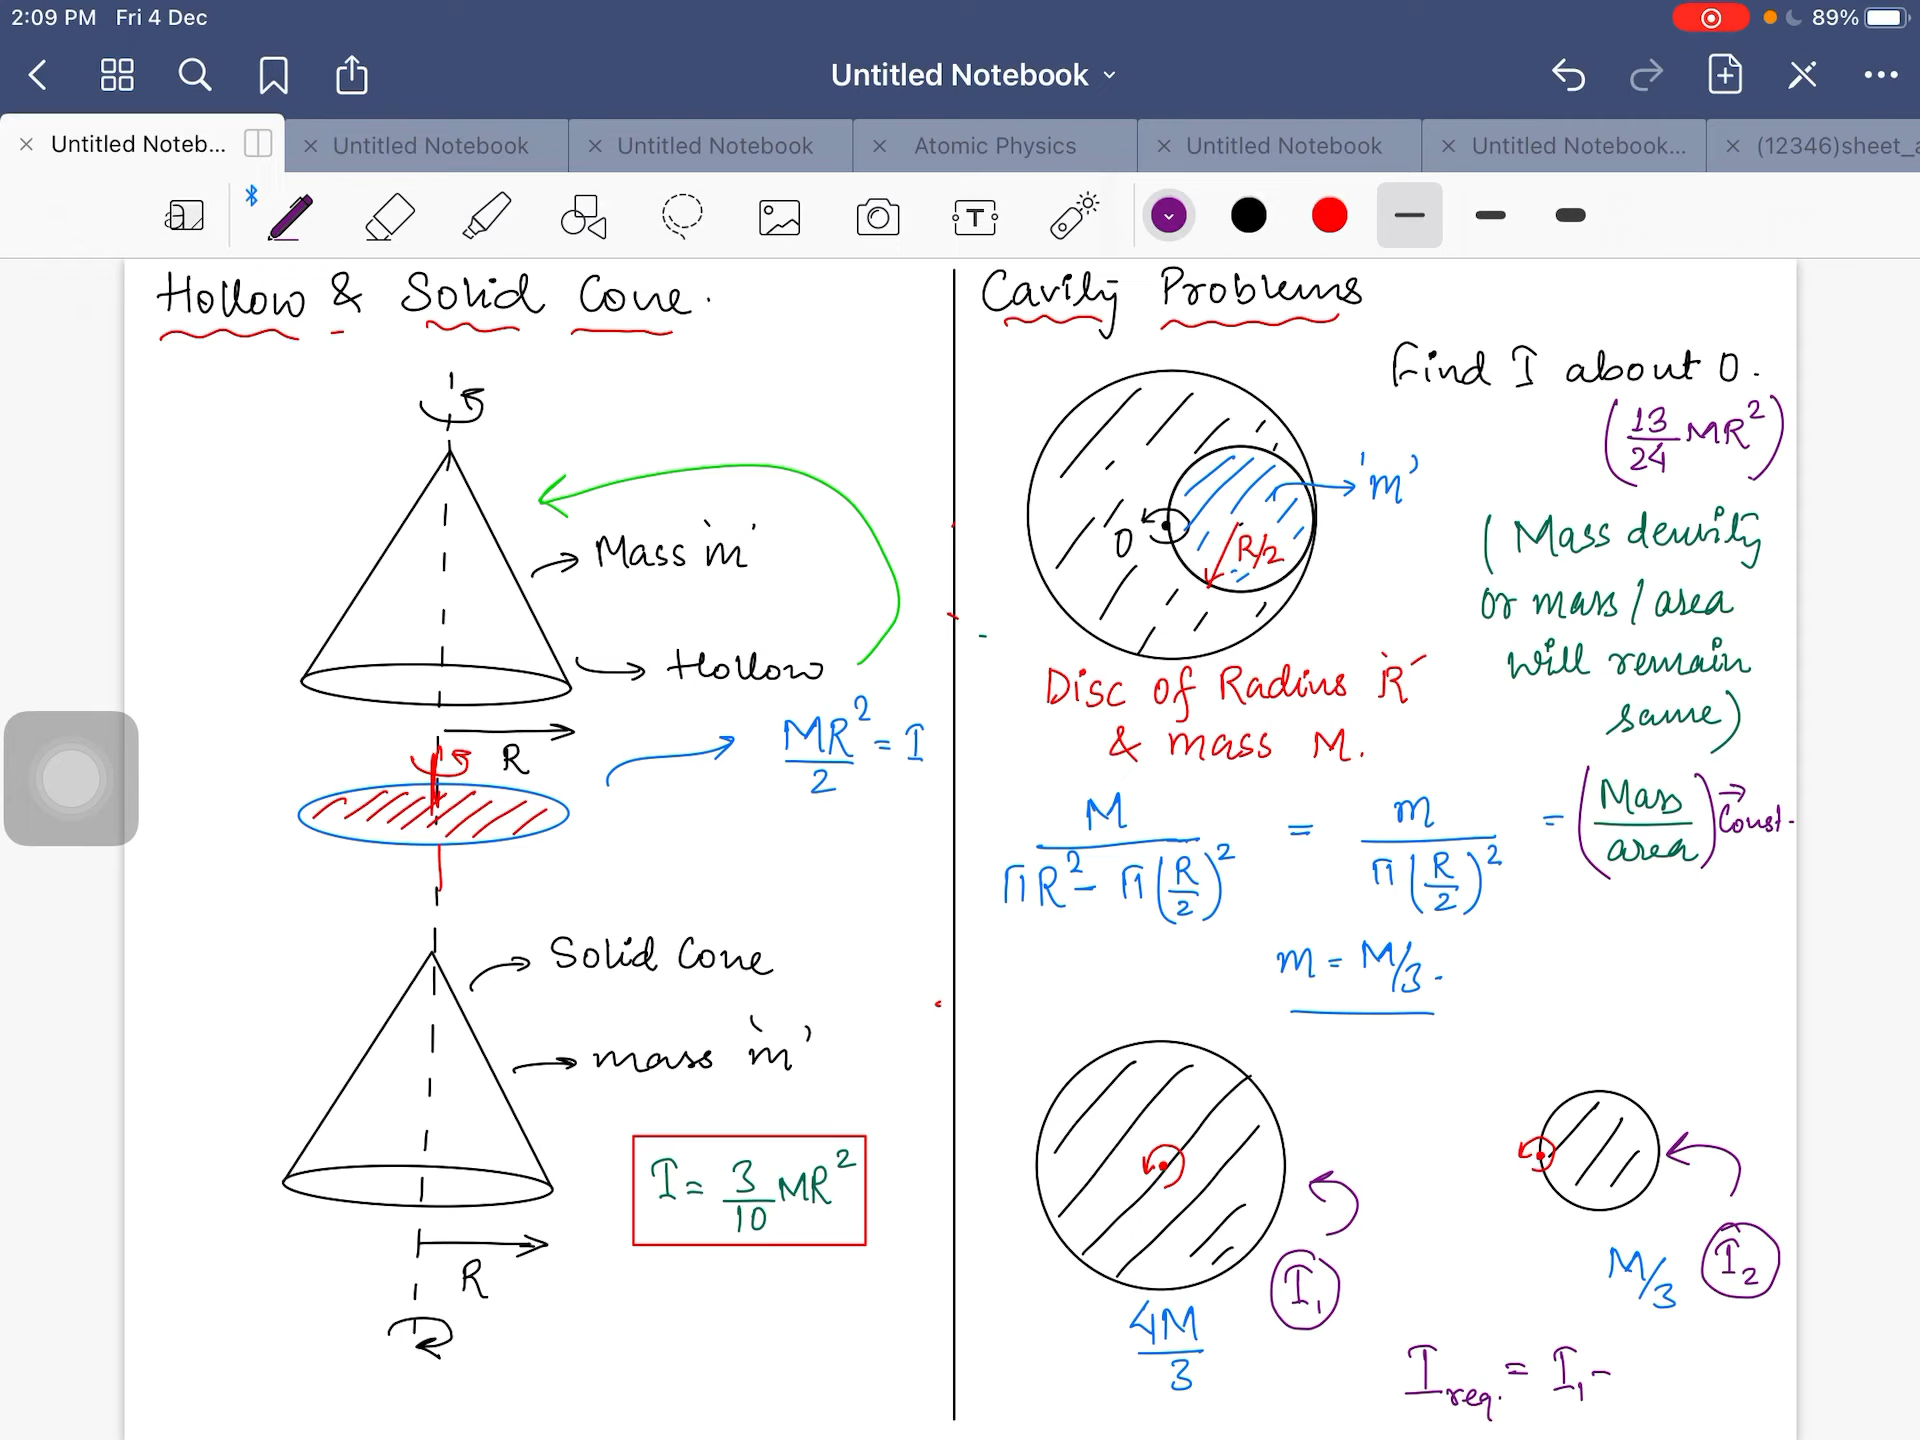 2:09 PM Fri 4 Dec
89%
Untitled Notebook
Untitled Noteb...
Untitled Notebook
Untitled Notebook
Atomic Physics
Untitled Notebook
Untitled Notebook...
(12346)sheet_a
Hollow & Solid Cone.
Mass 'm'
Hollow
R
MR²/2 = I
Solid Cone
mass 'm'
I = 3/10 MR²
R
Cavity Problems
Find I about O.
(13/24 MR²)
'm'
O
R/2
(Mass density
or mass / area
will remain
same)
Disc of Radius 'R'
& mass M.
M/(πR² - π(R/2)²) = m/(π(R/2)²) = (Mass/area) → Const.
m = M/3.
I₁
4M/3
M/3
I₂
I req. = I₁ -